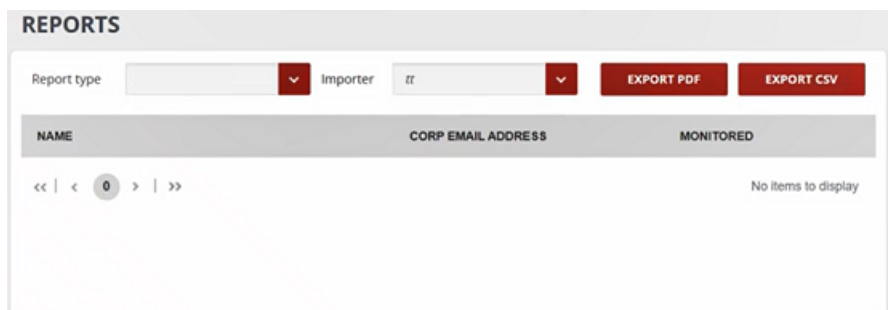 REPORTS
Report type Importer tt EXPORT PDF EXPORT CSV
NAME CORP EMAIL ADDRESS MONITORED
<< | < 0 > | >> No items to display